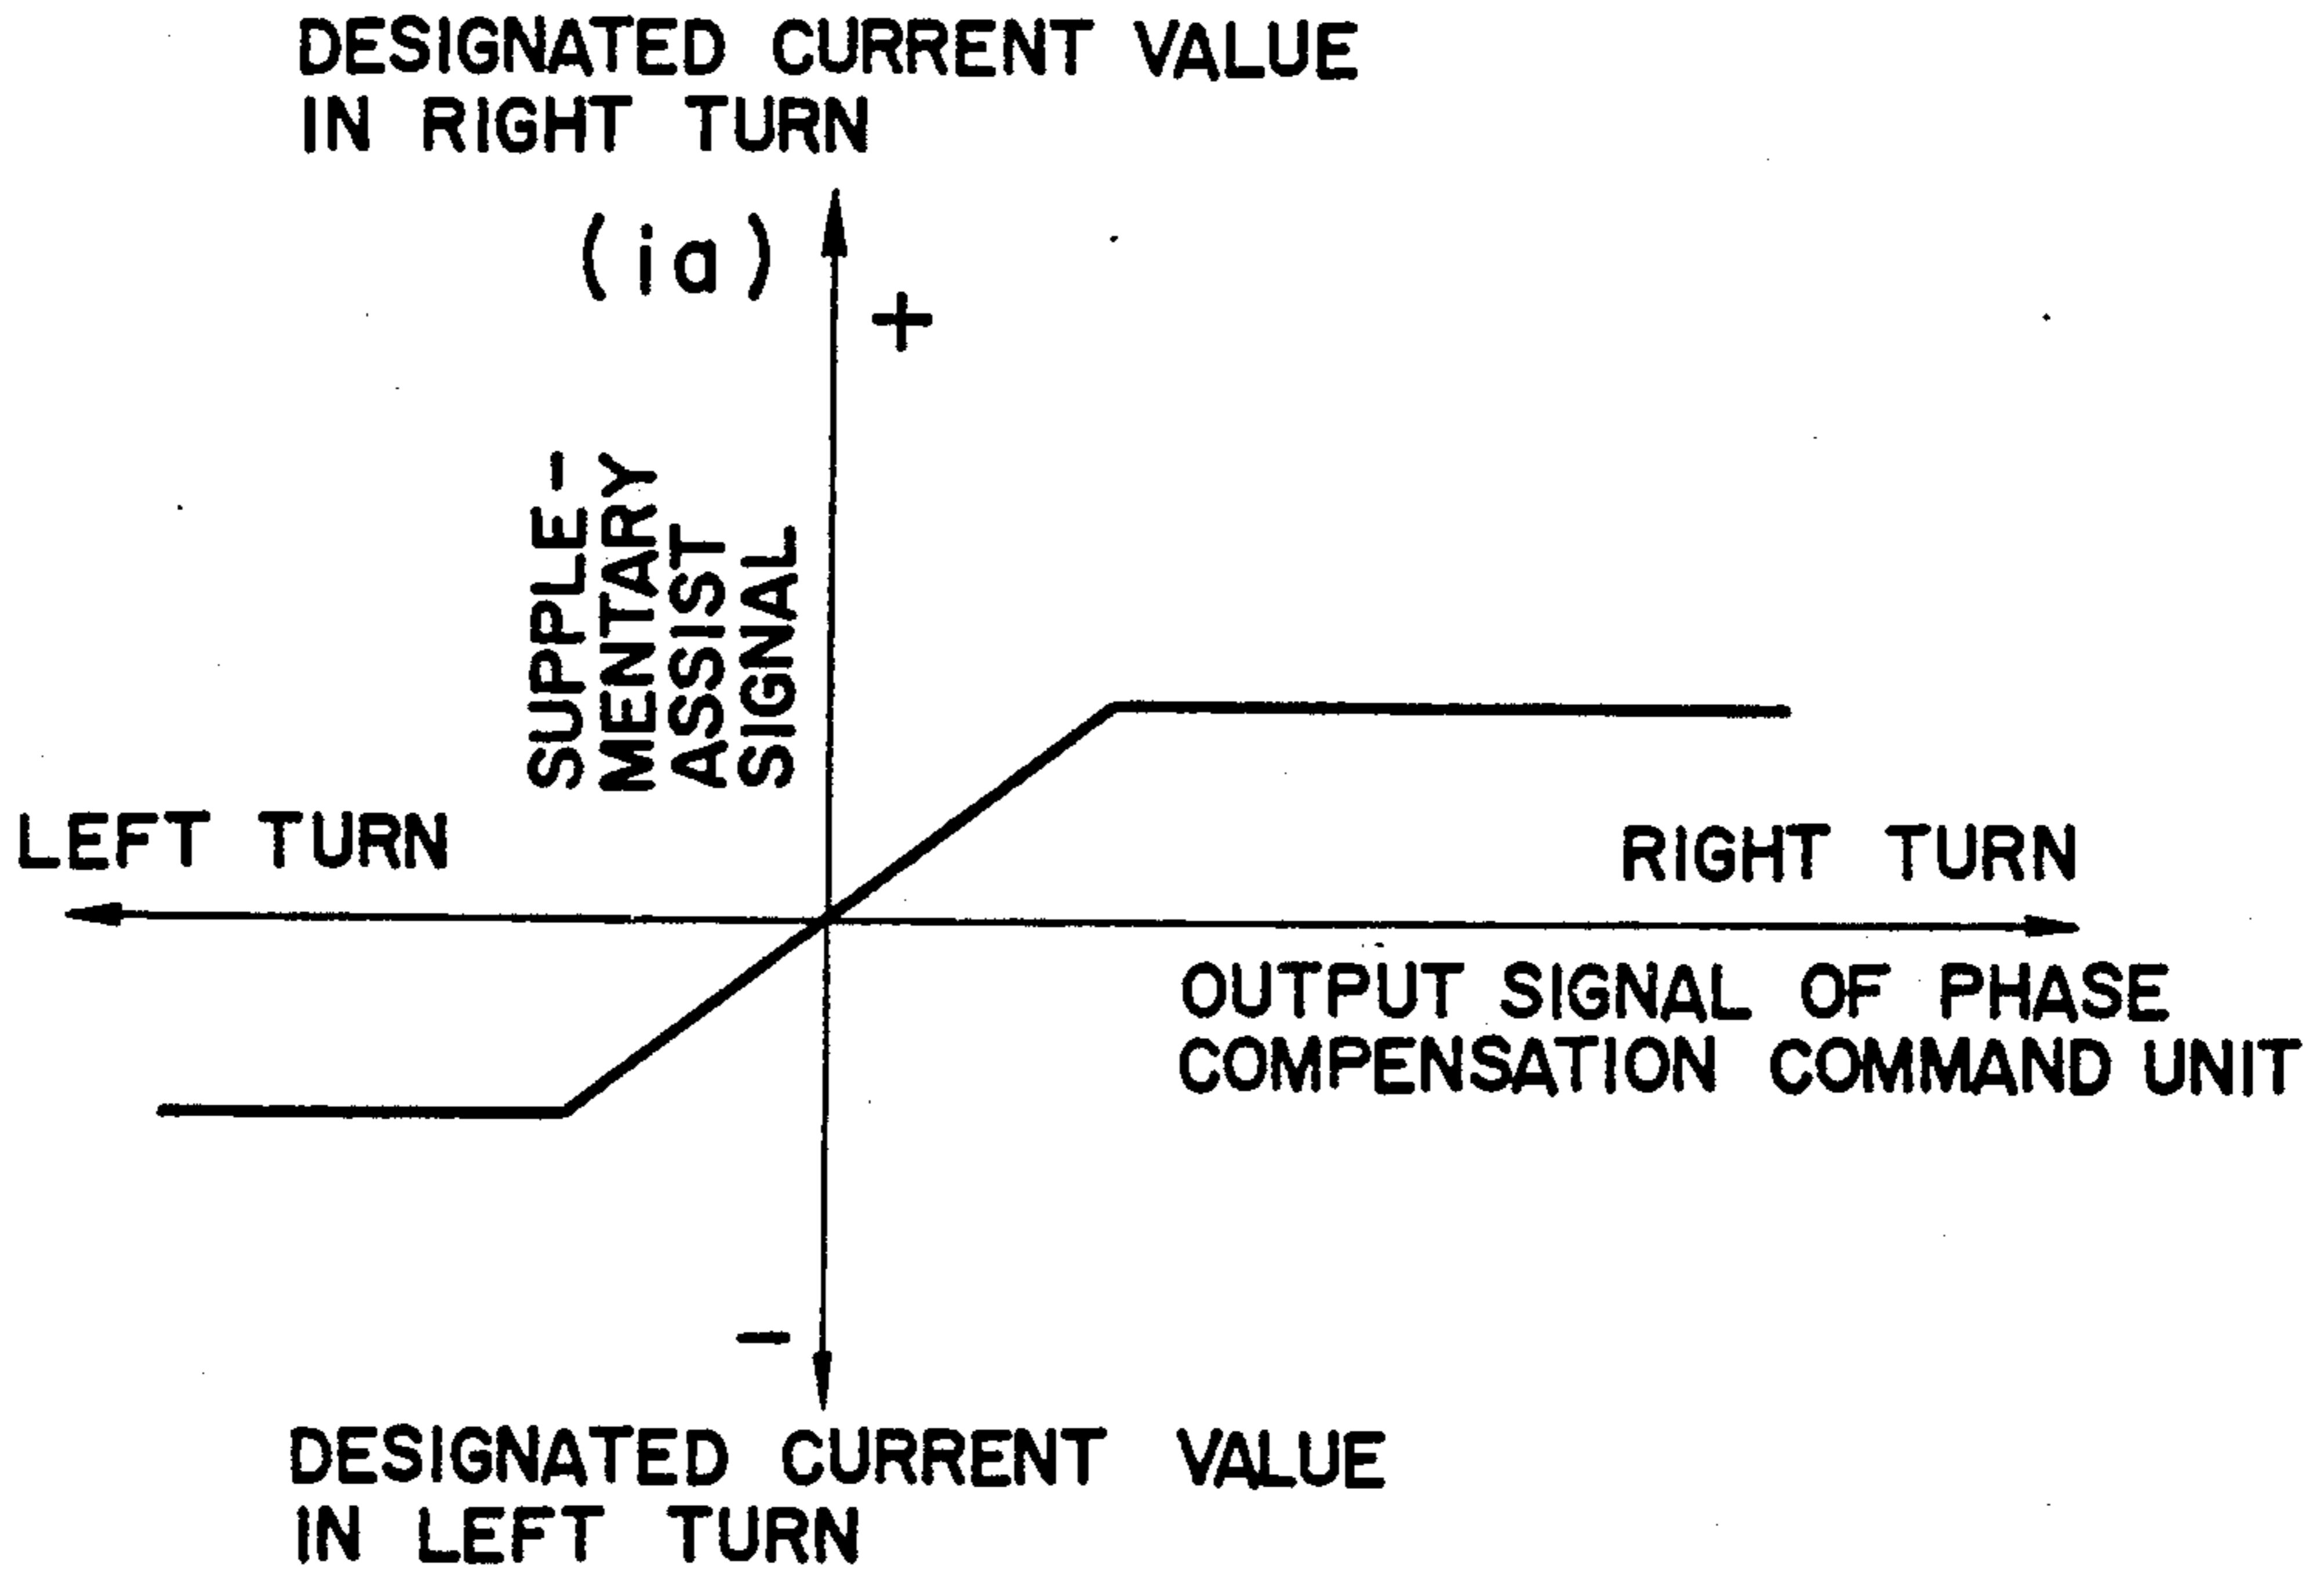 DESIGNATED CURRENT VALUE
IN RIGHT TURN
(ia)
+
SUPPLE-
MENTARY
ASSIST
SIGNAL
LEFT TURN
RIGHT TURN
OUTPUT SIGNAL OF PHASE
COMPENSATION COMMAND UNIT
−
DESIGNATED CURRENT VALUE
IN LEFT TURN